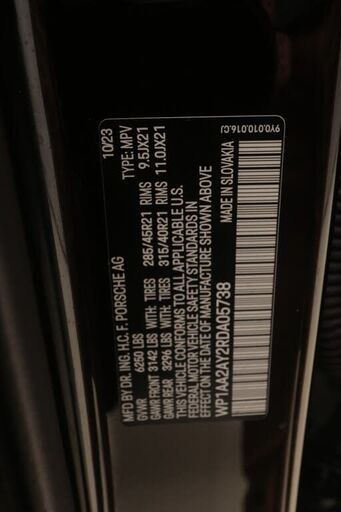 MFD BY DR. ING. H.C. F. PORSCHE AG 10/23
GVWR 6250 LBS TYPE: MPV
GAWR FRONT 3142 LBS WITH TIRES 285/45R21 RIMS 9.5JX21
GAWR REAR 3296 LBS WITH TIRES 315/40R21 RIMS 11.0JX21
THIS VEHICLE CONFORMS TO ALL APPLICABLE U.S.
FEDERAL MOTOR VEHICLE SAFETY STANDARDS IN
EFFECT ON THE DATE OF MANUFACTURE SHOWN ABOVE
WP1AA2AY2RDA05738 MADE IN SLOVAKIA
9Y0.010.016.CJ